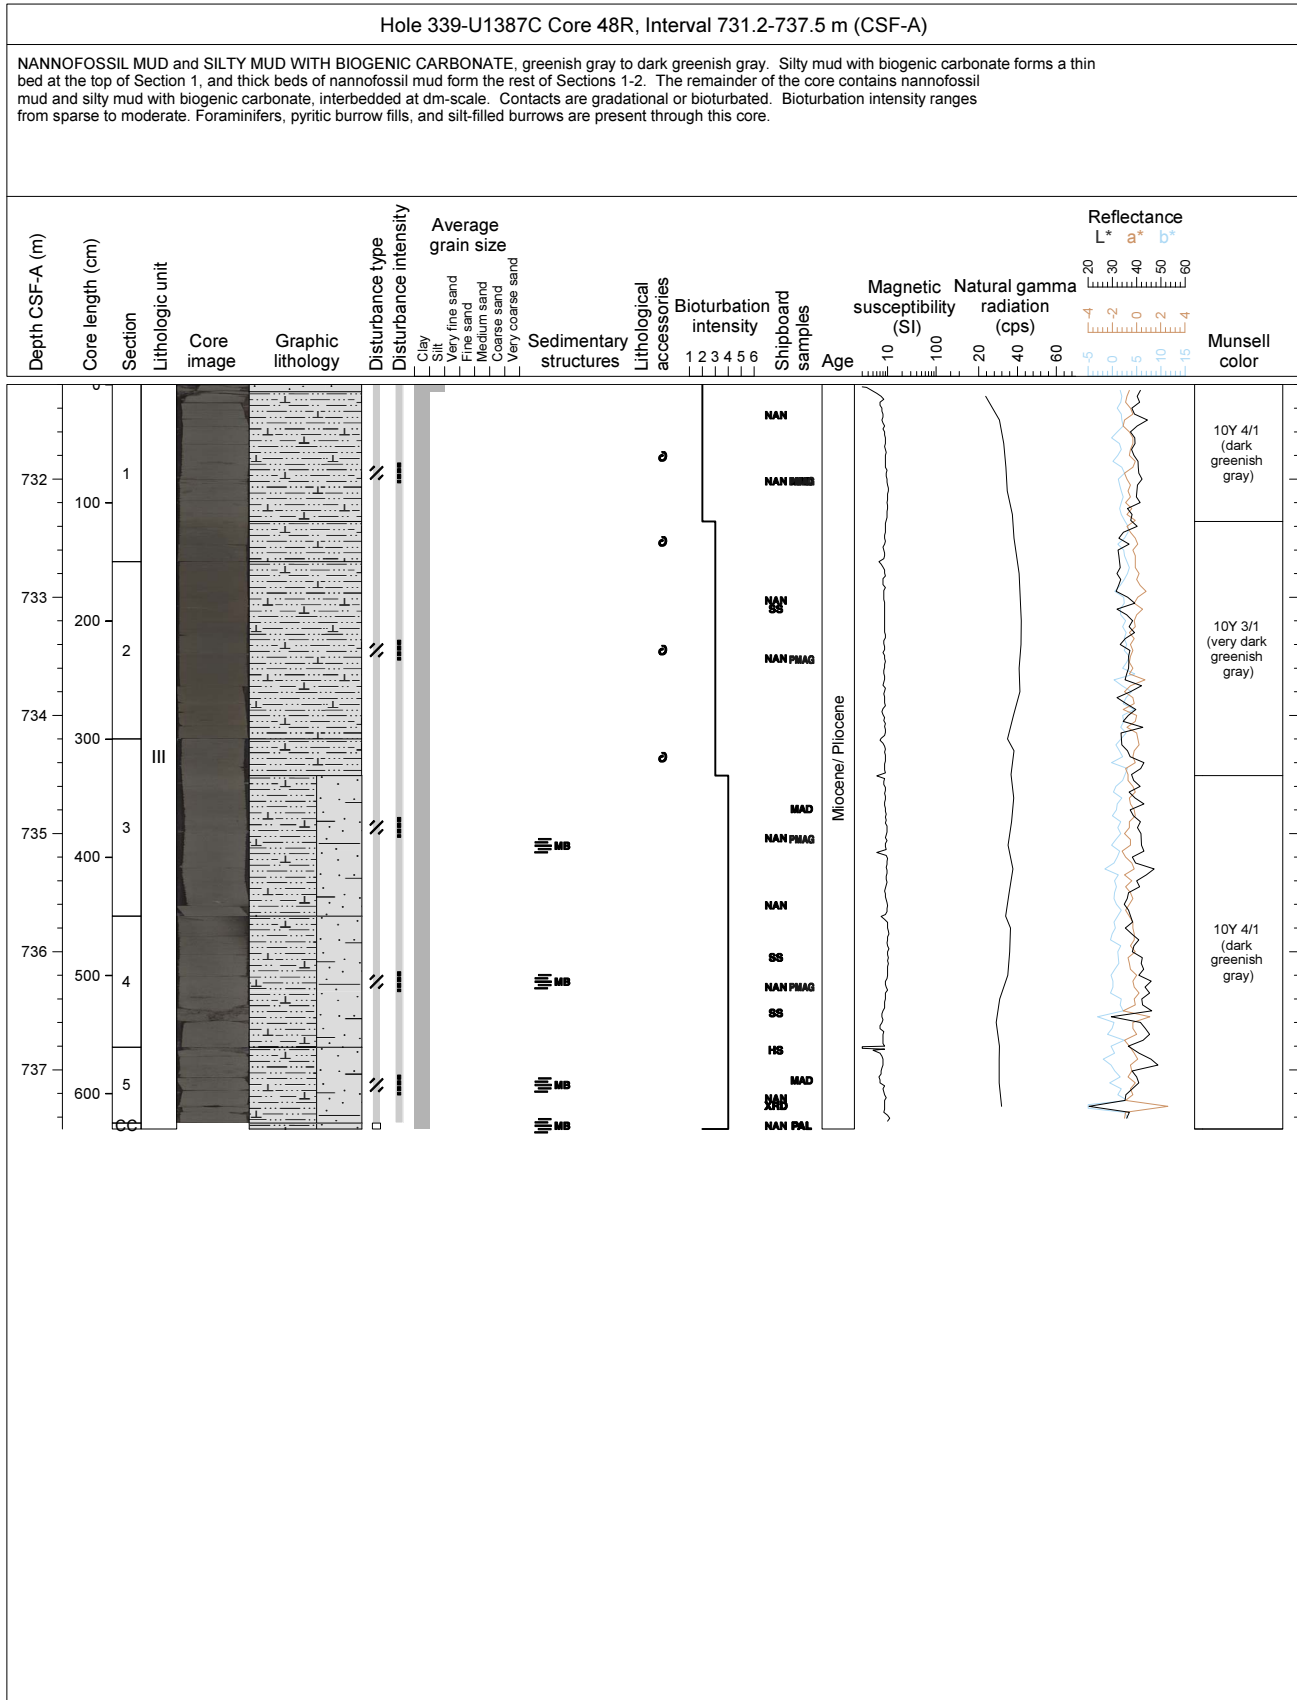 Hole 339-U1387C Core 48R, Interval 731.2-737.5 m (CSF-A)
NANNOFOSSIL MUD and SILTY MUD WITH BIOGENIC CARBONATE, greenish gray to dark greenish gray. Silty mud with biogenic carbonate forms a thin
bed at the top of Section 1, and thick beds of nannofossil mud form the rest of Sections 1-2. The remainder of the core contains nannofossil
mud and silty mud with biogenic carbonate, interbedded at dm-scale. Contacts are gradational or bioturbated. Bioturbation intensity ranges
from sparse to moderate. Foraminifers, pyritic burrow fills, and silt-filled burrows are present through this core.
Depth CSF-A (m)
Core length (cm)
Section
Lithologic unit
Core
image
Graphic
lithology
Disturbance type
Disturbance intensity
Average
grain size
Clay
Silt
Very fine sand
Fine sand
Medium sand
Coarse sand
Very coarse sand
Sedimentary
structures
Lithological
accessories
Bioturbation
intensity
1 2 3 4 5 6
Shipboard
samples
Age
Magnetic
susceptibility
(SI)
10 100
Natural gamma
radiation
(cps)
20 40 60
Reflectance
L* a* b*
20 30 40 50 60
-4 -2 0 2 4
-5 0 5 10 15
Munsell
color
732
733
734
735
736
737
0
100
200
300
400
500
600
1
2
3
4
5
CC
III
MB
MB
MB
MB
NAN
NAN
NAN
SS
NAN PMAG
MAD
NAN PMAG
NAN
SS
NAN PMAG
SS
HS
MAD
NAN
XRD
NAN PAL
Miocene/ Pliocene
10Y 4/1
(dark
greenish
gray)
10Y 3/1
(very dark
greenish
gray)
10Y 4/1
(dark
greenish
gray)